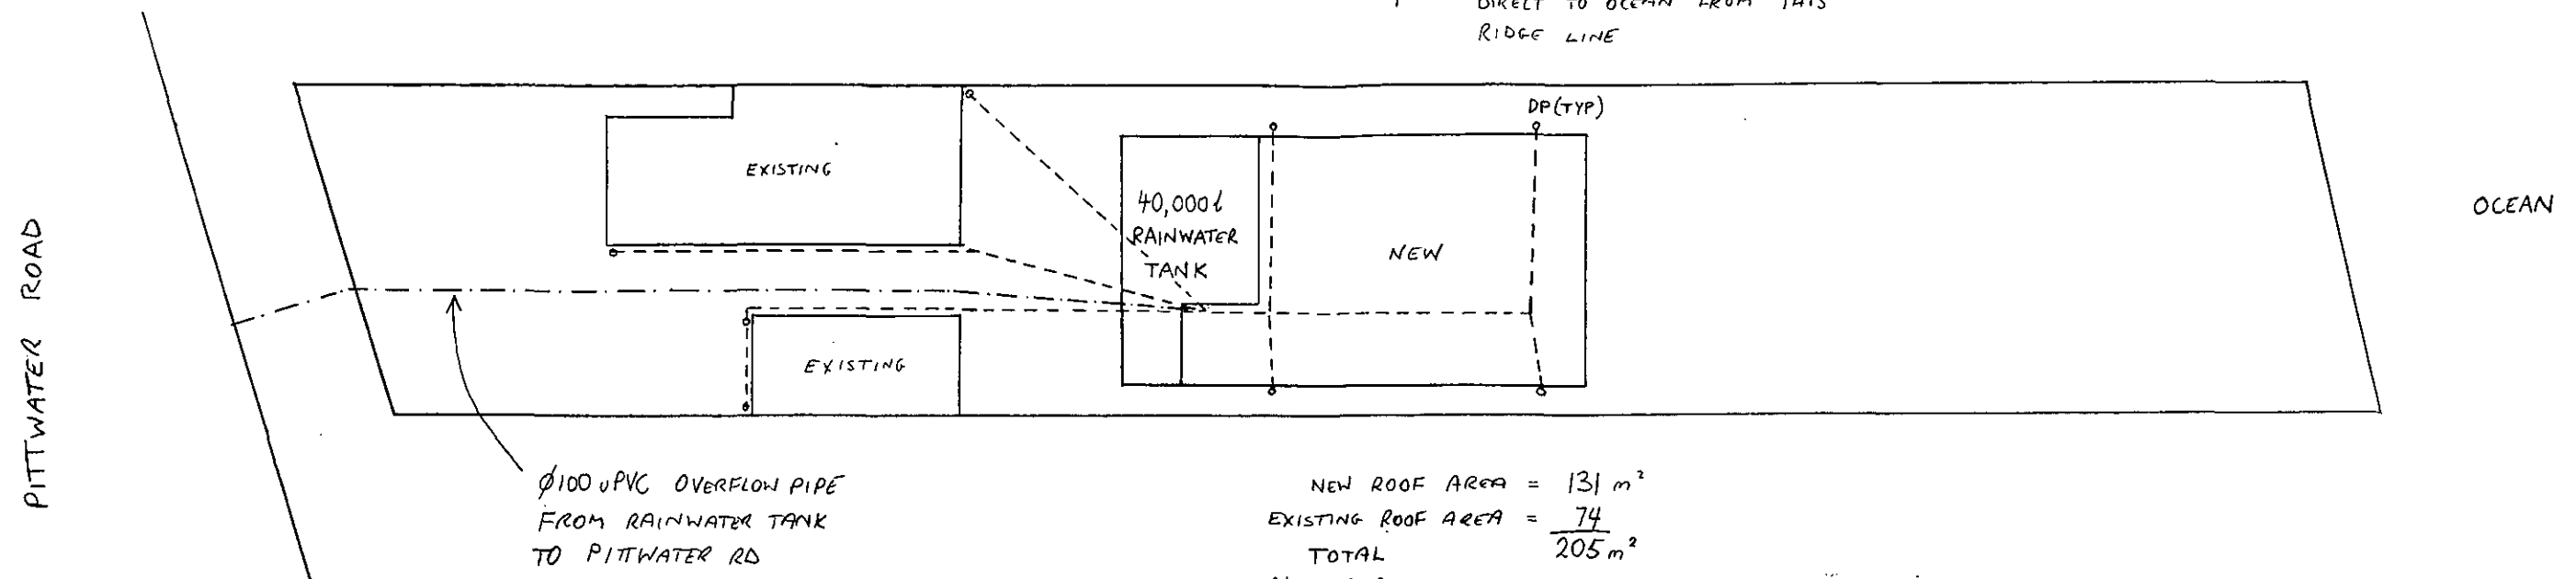 DIRECT TO OCEAN FROM THIS
RIDGE LINE
DP(TYP)
EXISTING
40,000l
RAINWATER
TANK
NEW
OCEAN
PITTWATER ROAD
EXISTING
Ø100 uPVC OVERFLOW PIPE
FROM RAINWATER TANK
TO PITTWATER RD
NEW ROOF AREA = 131 m²
EXISTING ROOF AREA = 74
TOTAL 205 m²